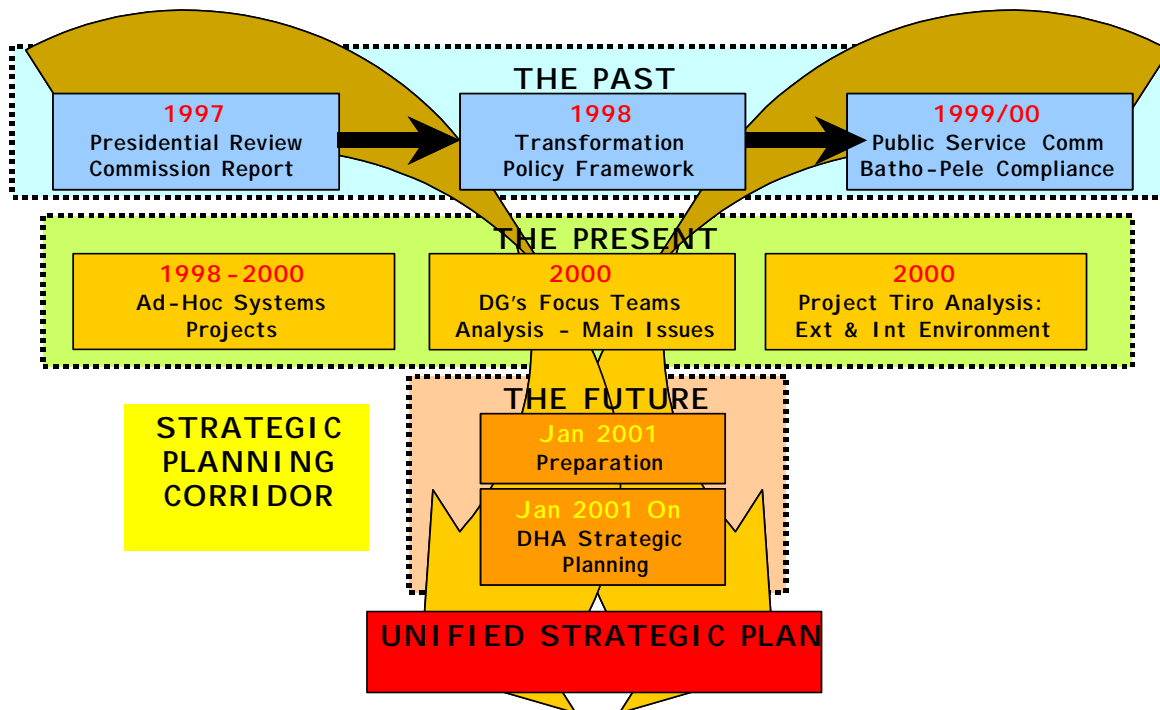 THE PAST
1997
Presidential Review
Commission Report
1998
Transformation
Policy Framework
1999/00
Public Service Comm
Batho-Pele Compliance
THE PRESENT
1998-2000
Ad-Hoc Systems
Projects
2000
DG's Focus Teams
Analysis - Main Issues
2000
Project Tiro Analysis:
Ext & Int Environment
THE FUTURE
Jan 2001
Preparation
Jan 2001 On
DHA Strategic
Planning
STRATEGIC
PLANNING
CORRIDOR
UNIFIED STRATEGIC PLAN